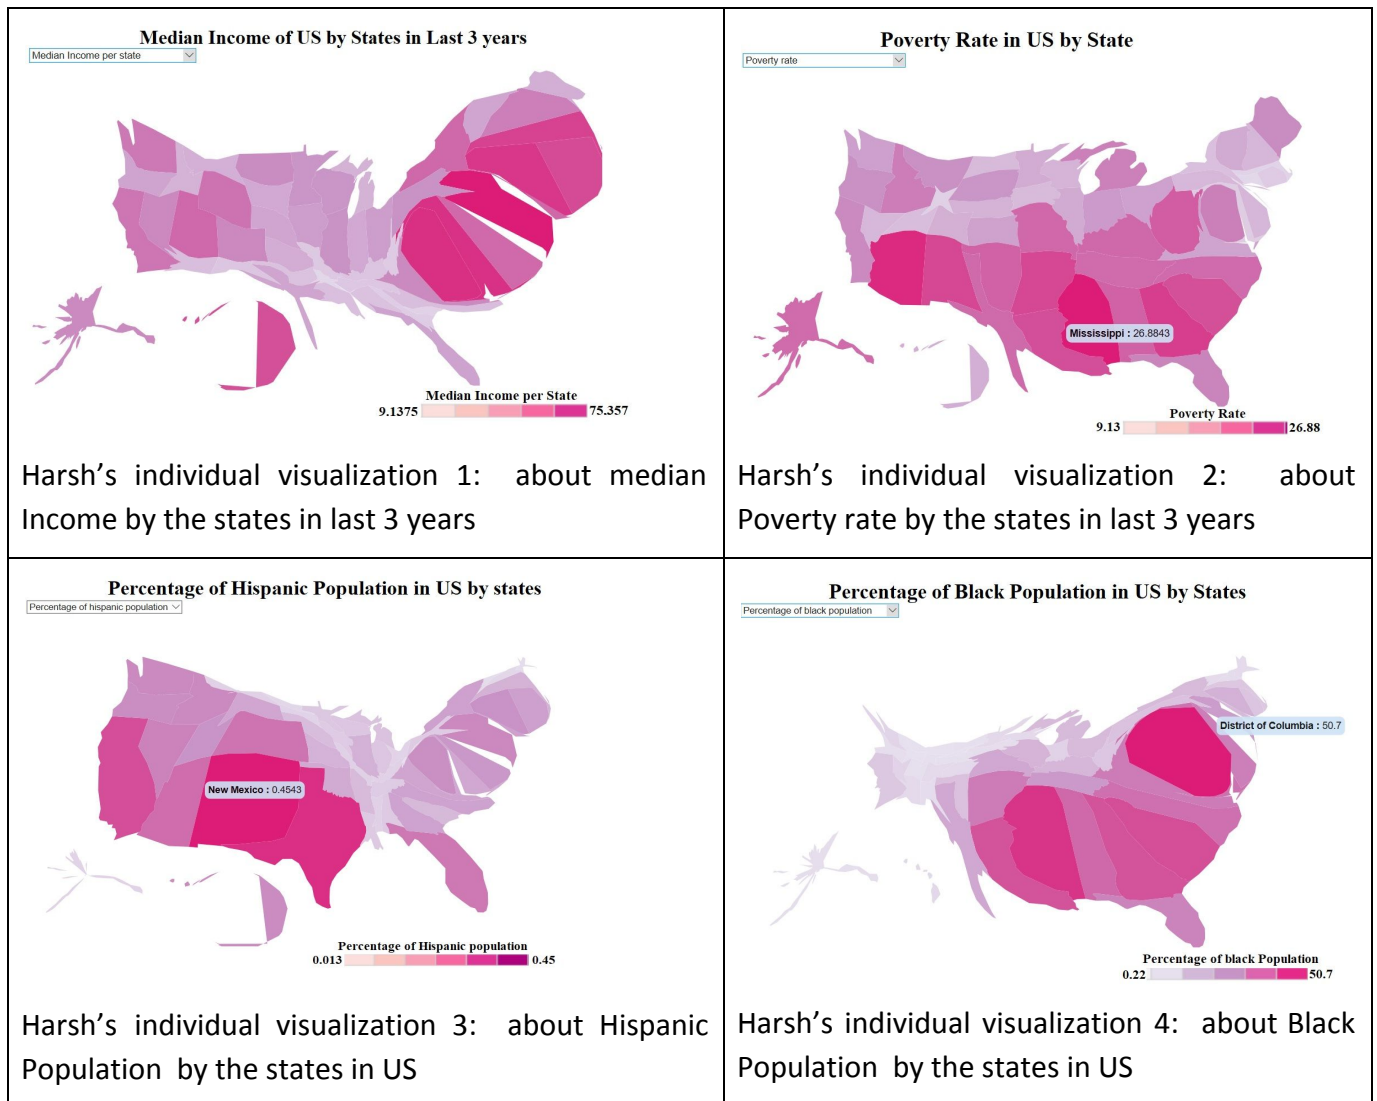 Median Income of US by States in Last 3 years
Median Income per state
Median Income per State
9.1375
75.357
Harsh’s individual visualization 1: about median
Income by the states in last 3 years
Poverty Rate in US by State
Poverty rate
Mississippi : 26.8843
Poverty Rate
9.13
26.88
Harsh’s individual visualization 2: about
Poverty rate by the states in last 3 years
Percentage of Hispanic Population in US by states
Percentage of hispanic population
New Mexico : 0.4543
Percentage of Hispanic population
0.013
0.45
Harsh’s individual visualization 3: about Hispanic
Population by the states in US
Percentage of Black Population in US by States
Percentage of black population
District of Columbia : 50.7
Percentage of black Population
0.22
50.7
Harsh’s individual visualization 4: about Black
Population by the states in US